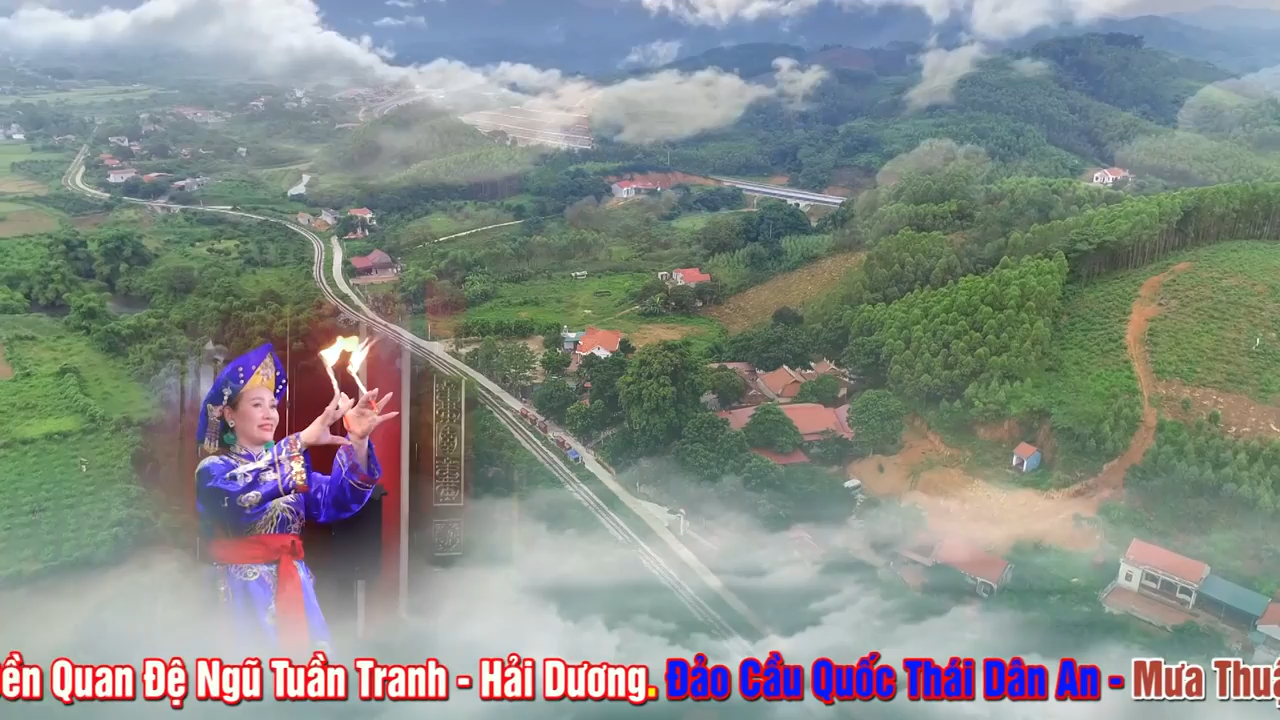 Quan Đệ Ngũ Tuần Tranh - Hải Dương. Đảo Cầu Quốc Thái Dân An - Mưa